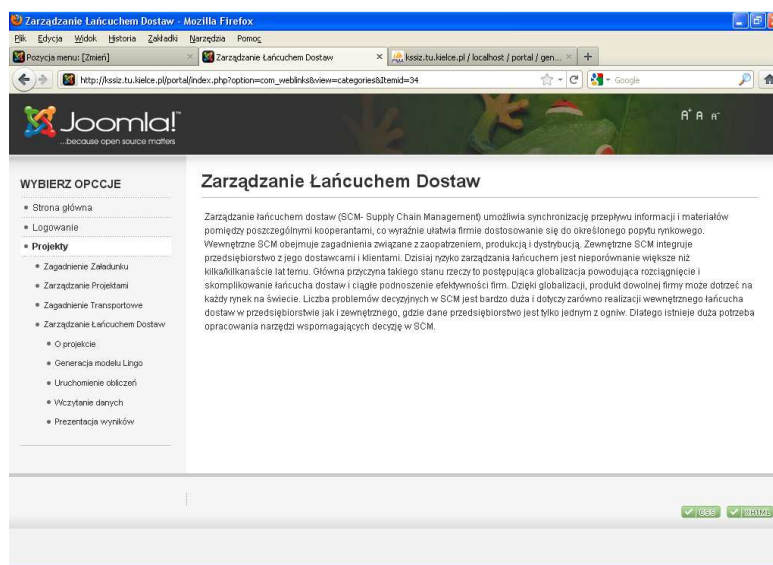 Zarządzanie Łańcuchem Dostaw - Mozilla Firefox
Plik Edycja Widok Historia Zakładki Narzędzia Pomoc
Pozycja menu: [Zmień] Zarządzanie Łańcuchem Dostaw kssiz.tu.kielce.pl / localhost / portal / gen...
http://kssiz.tu.kielce.pl/portal/index.php?option=com_weblinks&view=categories&Itemid=34 Google
Joomla!
...because open source matters
A+ A A-
WYBIERZ OPCCJE
Strona główna
Logowanie
Projekty
Zagadnienie Załadunku
Zarządzanie Projektami
Zagadnienie Transportowe
Zarządzanie Łańcuchem Dostaw
O projekcie
Generacja modelu Lingo
Uruchomienie obliczeń
Wczytanie danych
Prezentacja wyników
Zarządzanie Łańcuchem Dostaw
Zarządzanie łańcuchem dostaw (SCM- Supply Chain Management) umożliwia synchronizację przepływu informacji i materiałów
pomiędzy poszczególnymi kooperantami, co wyraźnie ułatwia firmie dostosowanie się do określonego popytu rynkowego.
Wewnętrzne SCM obejmuje zagadnienia związane z zaopatrzeniem, produkcją i dystrybucją. Zewnętrzne SCM integruje
przedsiębiorstwo z jego dostawcami i klientami. Dzisiaj ryzyko zarządzania łańcuchem jest nieporównanie większe niż
kilka/kilkanaście lat temu. Główna przyczyna takiego stanu rzeczy to postępująca globalizacja powodująca rozciągnięcie i
skomplikowanie łańcucha dostaw i ciągłe podnoszenie efektywności firm. Dzięki globalizacji, produkt dowolnej firmy może dotrzeć na
każdy rynek na świecie. Liczba problemów decyzyjnych w SCM jest bardzo duża i dotyczy zarówno realizacji wewnętrznego łańcucha
dostaw w przedsiębiorstwie jak i zewnętrznego, gdzie dane przedsiębiorstwo jest tylko jednym z ogniw. Dlatego istnieje duża potrzeba
opracowania narzędzi wspomagających decyzję w SCM.
CSS XHTML